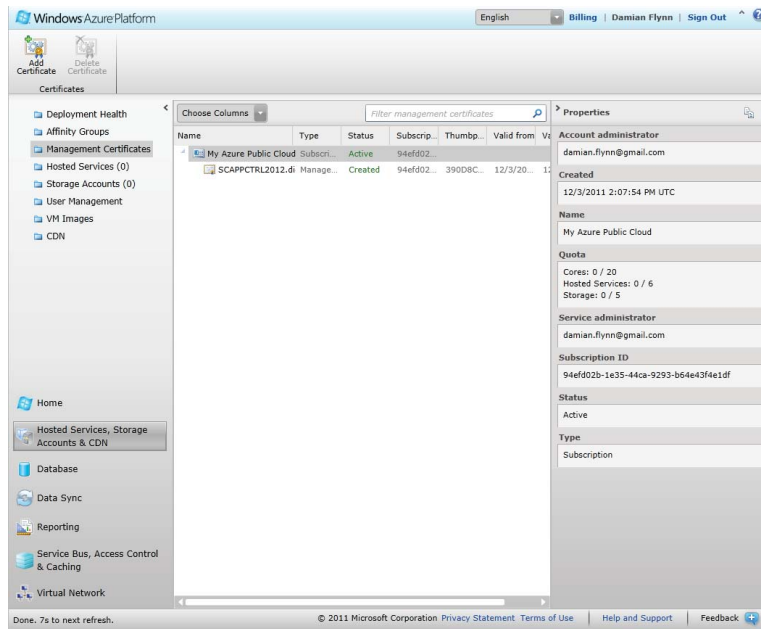 Windows Azure Platform
English
Billing | Damian Flynn | Sign Out
Add Certificate
Delete Certificate
Certificates
Deployment Health
Affinity Groups
Management Certificates
Hosted Services (0)
Storage Accounts (0)
User Management
VM Images
CDN
Home
Hosted Services, Storage
Accounts & CDN
Database
Data Sync
Reporting
Service Bus, Access Control
& Caching
Virtual Network
Choose Columns
Filter management certificates
Name Type Status Subscrip... Thumbp... Valid from Va
My Azure Public Cloud Subscri... Active 94efd02...
SCAPPCTRL2012.di Manage... Created 94efd02... 390D8C... 12/3/20... 12
Properties
Account administrator
damian.flynn@gmail.com
Created
12/3/2011 2:07:54 PM UTC
Name
My Azure Public Cloud
Quota
Cores: 0 / 20
Hosted Services: 0 / 6
Storage: 0 / 5
Service administrator
damian.flynn@gmail.com
Subscription ID
94efd02b-1e35-44ca-9293-b64e43f4e1df
Status
Active
Type
Subscription
Done. 7s to next refresh.
© 2011 Microsoft Corporation Privacy Statement Terms of Use | Help and Support | Feedback